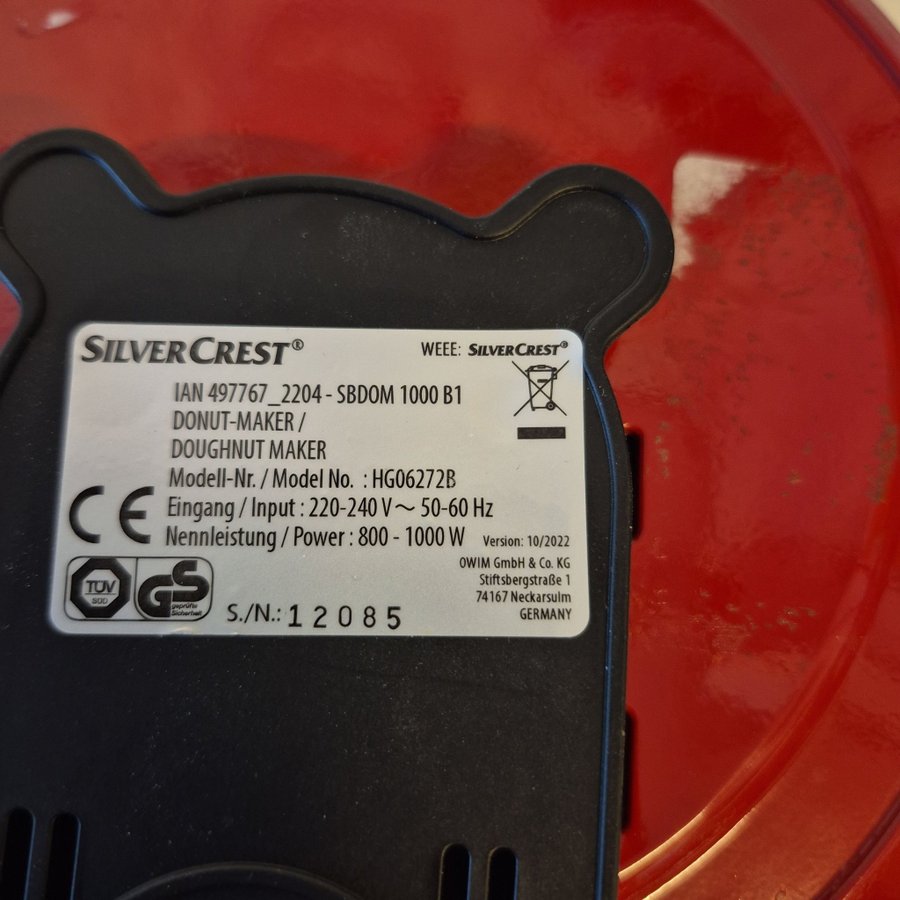 SILVERCREST®
WEEE: SILVERCREST®
IAN 497767_2204 - SBDOM 1000 B1
DONUT-MAKER /
DOUGHNUT MAKER
Modell-Nr. / Model No. : HG06272B
Eingang / Input : 220-240 V ~ 50-60 Hz
Nennleistung / Power : 800 - 1000 W
Version: 10/2022
OWIM GmbH & Co. KG
Stiftsbergstraße 1
74167 Neckarsulm
GERMANY
CE
TÜV
SÜD
GS
geprüfte
Sicherheit
S./N.: 12085